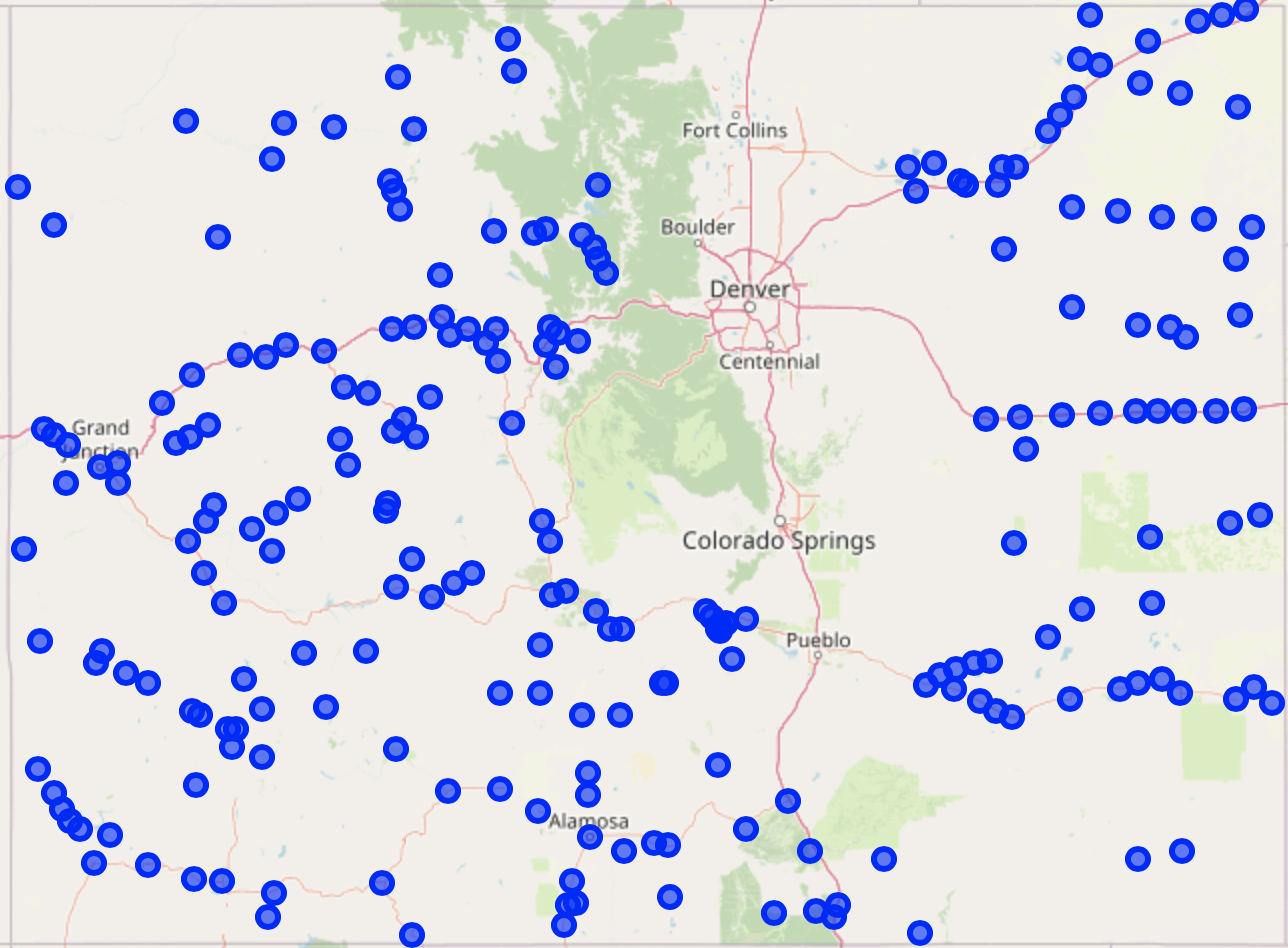 Fort Collins
Boulder
Denver
Centennial
Grand
Junction
Colorado Springs
Pueblo
Alamosa